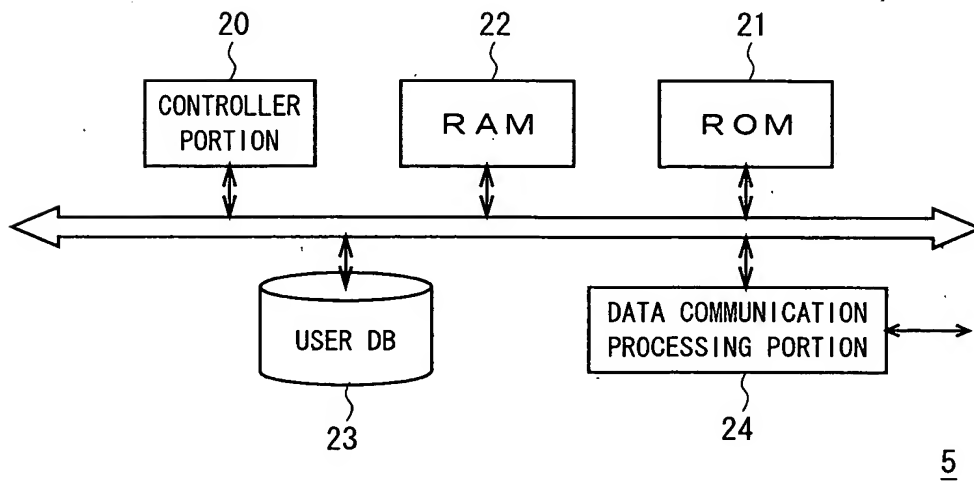 20
22
21
CONTROLLER
PORTION
RAM
ROM
USER DB
DATA COMMUNICATION
PROCESSING PORTION
23
24
5